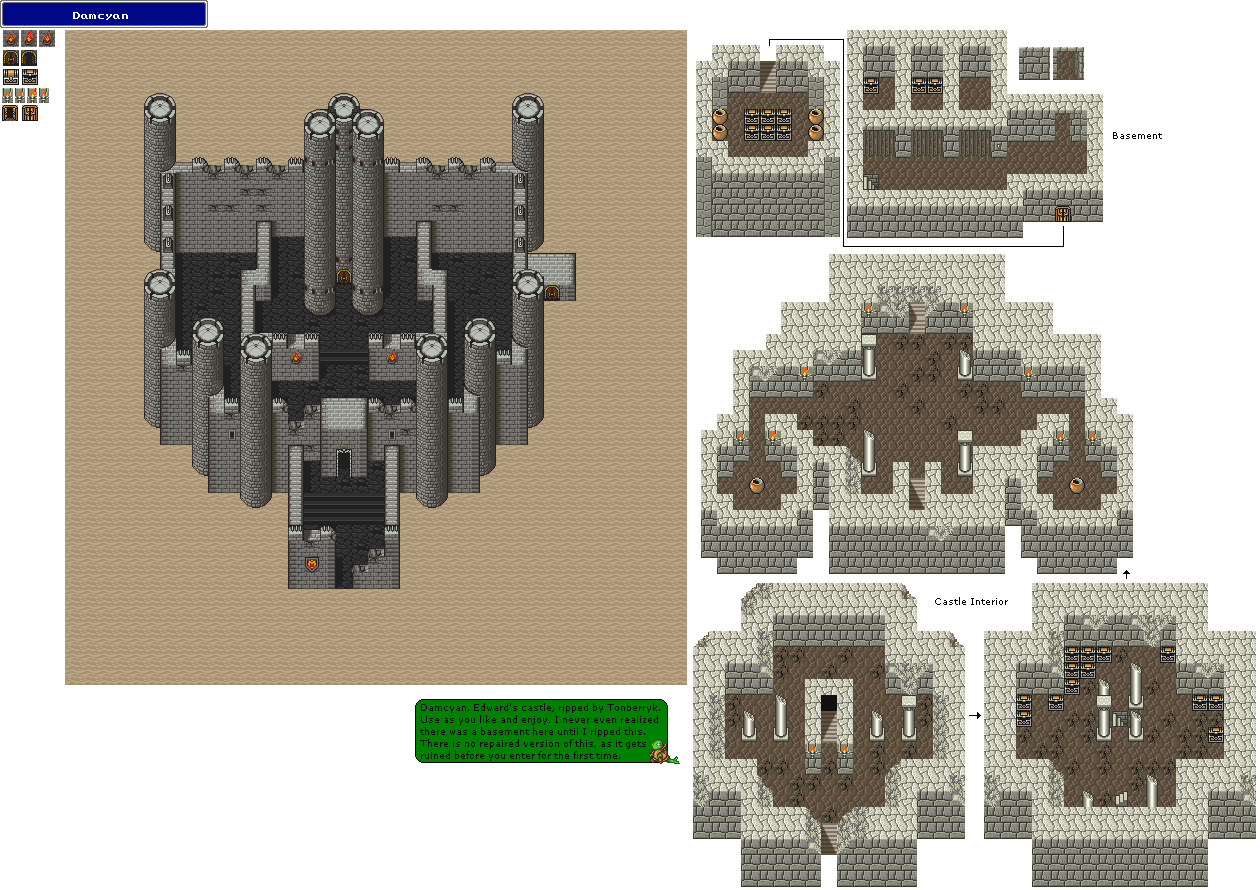 Damcyan
Basement
Castle Interior
Damcyan, Edward's castle, ripped by Tonberryk.
Use as you like and enjoy. I never even realized
there was a basement here until I ripped this.
There is no repaired version of this, as it gets
ruined before you enter for the first time.